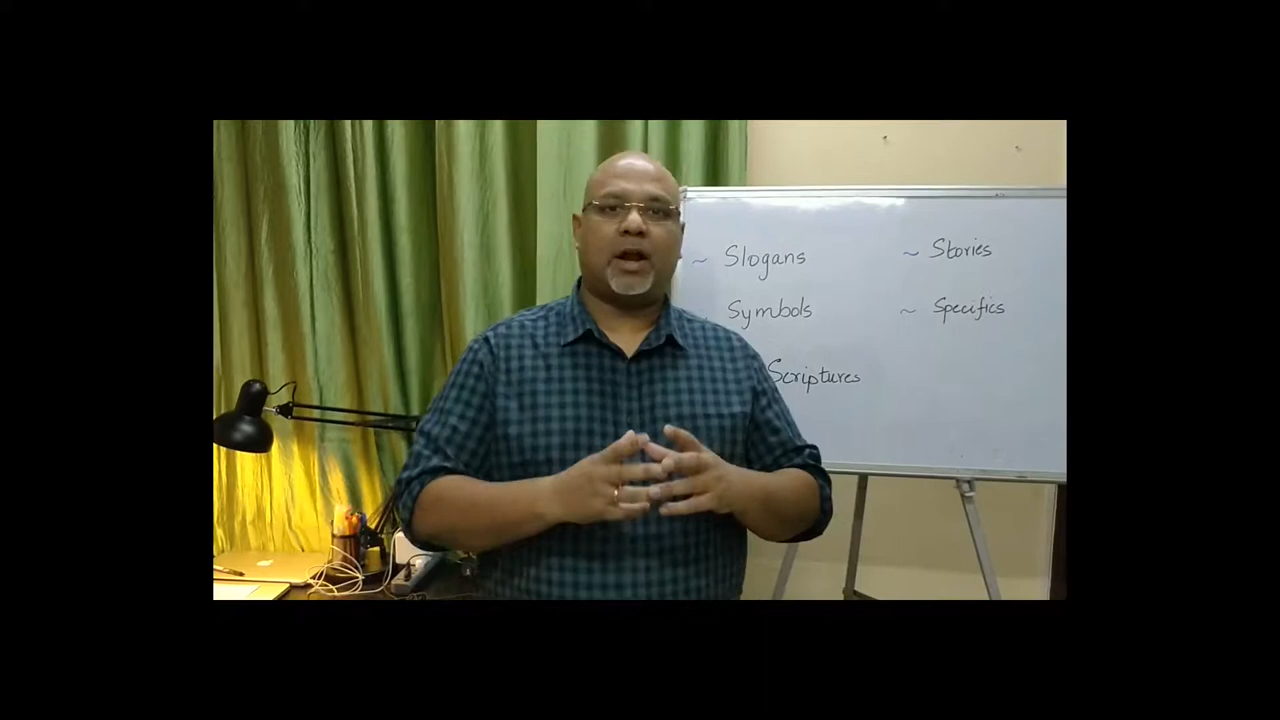 ~ Slogans
~ Symbols
Scriptures
~ Stories
~ Specifics